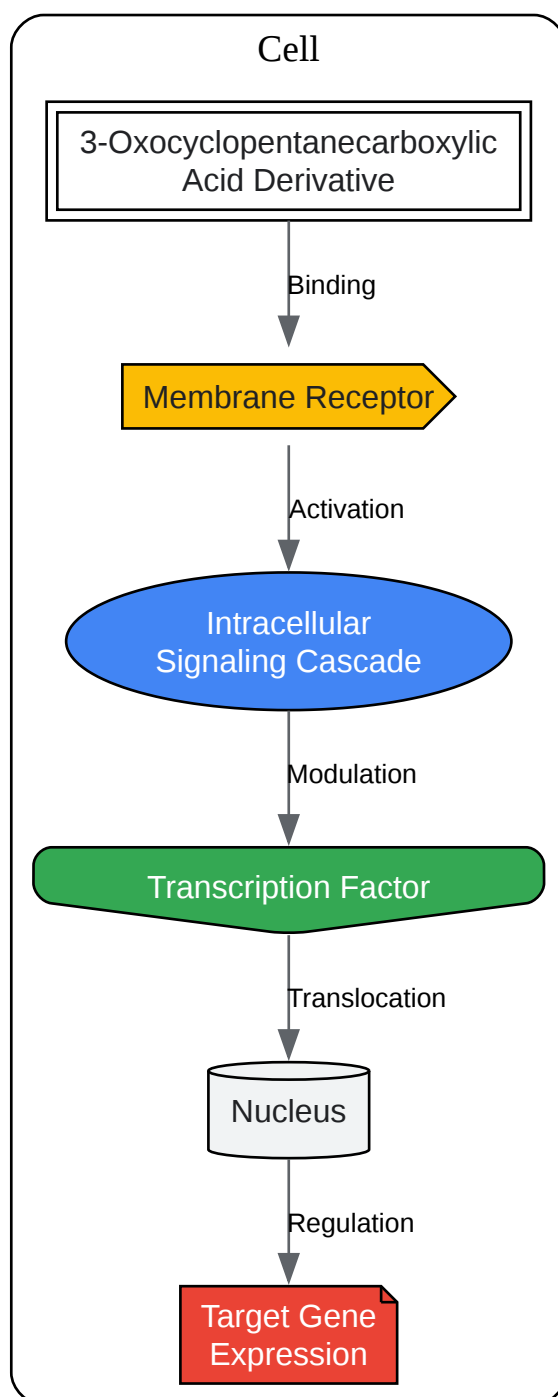 Cell
3-Oxocyclopentanecarboxylic
Acid Derivative
Binding
Membrane Receptor
Activation
Intracellular
Signaling Cascade
Modulation
Transcription Factor
Translocation
Nucleus
Regulation
Target Gene
Expression